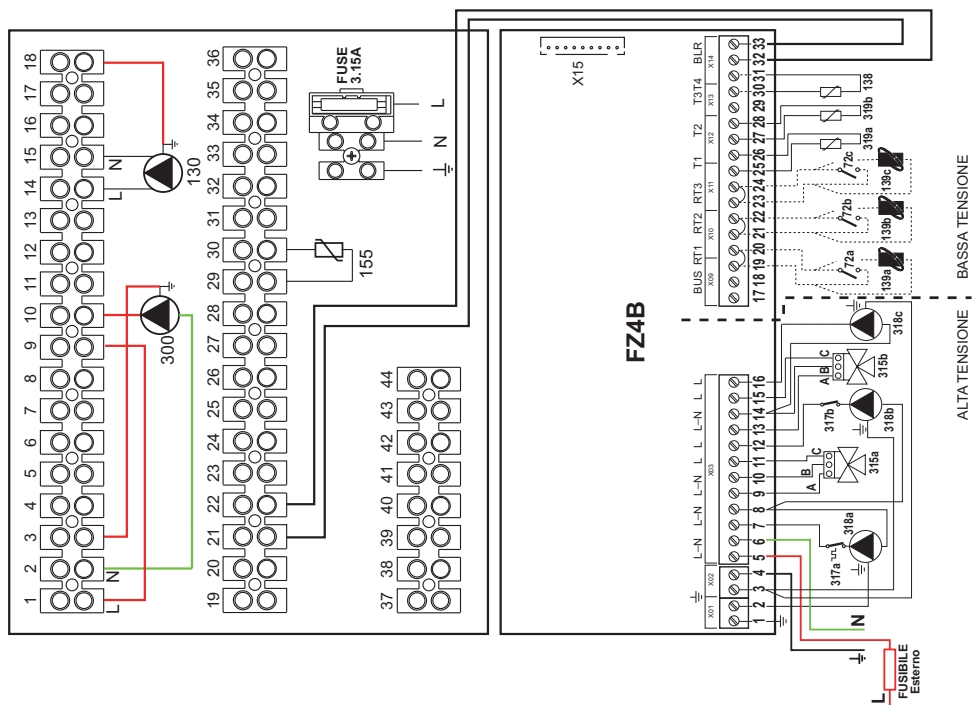 18
17
16
15
14
13
12
11
10
9
8
7
6
5
4
3
2
1
N
L
130
300
N
L
36
35
34
33
32
31
30
29
28
27
26
25
24
23
22
21
20
19
155
FUSE
3.15A
L
N
44
43
42
41
40
39
38
37
FZ4B
X15
BLR
T3T4
T2
T1
RT3
RT2
RT1
BUS
X14
X13
X12
X11
X10
X09
33
32
31
30
29
28
27
26
25
24
23
22
21
20
19
18
17
138
319b
319a
72c
139c
72b
139b
72a
139a
BASSA TENSIONE
ALTA TENSIONE
L
L
L–N
L
L
L–N
L–N
L–N
X03
X02
X01
16
15
14
13
12
11
10
9
8
7
6
5
4
3
2
1
318c
A B C
315b
317b
318b
A B C
315a
318a
317a
N
L
FUSIBILE
Esterno